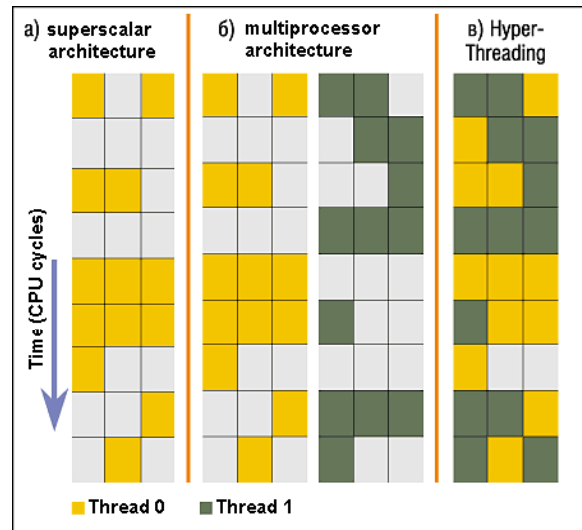 а) superscalar
architecture
б) multiprocessor
architecture
в) Hyper-
Threading
Time (CPU cycles)
Thread 0
Thread 1